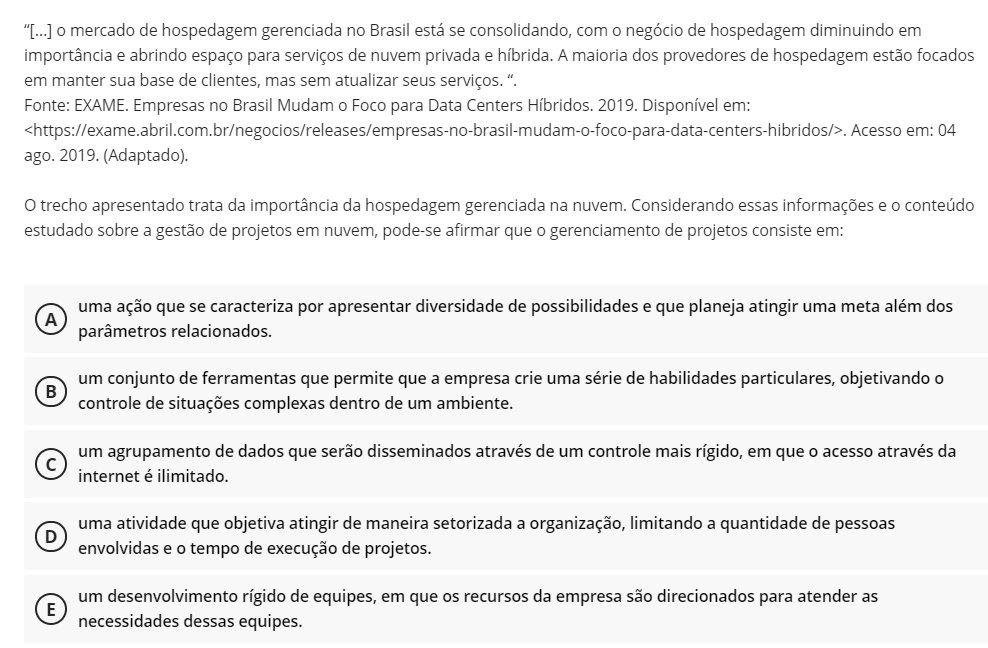 “[...] o mercado de hospedagem gerenciada no Brasil está se consolidando, com o negócio de hospedagem diminuindo em
importância e abrindo espaço para serviços de nuvem privada e híbrida. A maioria dos provedores de hospedagem estão focados
em manter sua base de clientes, mas sem atualizar seus serviços. “.
Fonte: EXAME. Empresas no Brasil Mudam o Foco para Data Centers Híbridos. 2019. Disponível em:
<https://exame.abril.com.br/negocios/releases/empresas-no-brasil-mudam-o-foco-para-data-centers-hibridos/>. Acesso em: 04
ago. 2019. (Adaptado).
O trecho apresentado trata da importância da hospedagem gerenciada na nuvem. Considerando essas informações e o conteúdo
estudado sobre a gestão de projetos em nuvem, pode-se afirmar que o gerenciamento de projetos consiste em:
A uma ação que se caracteriza por apresentar diversidade de possibilidades e que planeja atingir uma meta além dos
parâmetros relacionados.
B um conjunto de ferramentas que permite que a empresa crie uma série de habilidades particulares, objetivando o
controle de situações complexas dentro de um ambiente.
C um agrupamento de dados que serão disseminados através de um controle mais rígido, em que o acesso através da
internet é ilimitado.
D uma atividade que objetiva atingir de maneira setorizada a organização, limitando a quantidade de pessoas
envolvidas e o tempo de execução de projetos.
E um desenvolvimento rígido de equipes, em que os recursos da empresa são direcionados para atender as
necessidades dessas equipes.